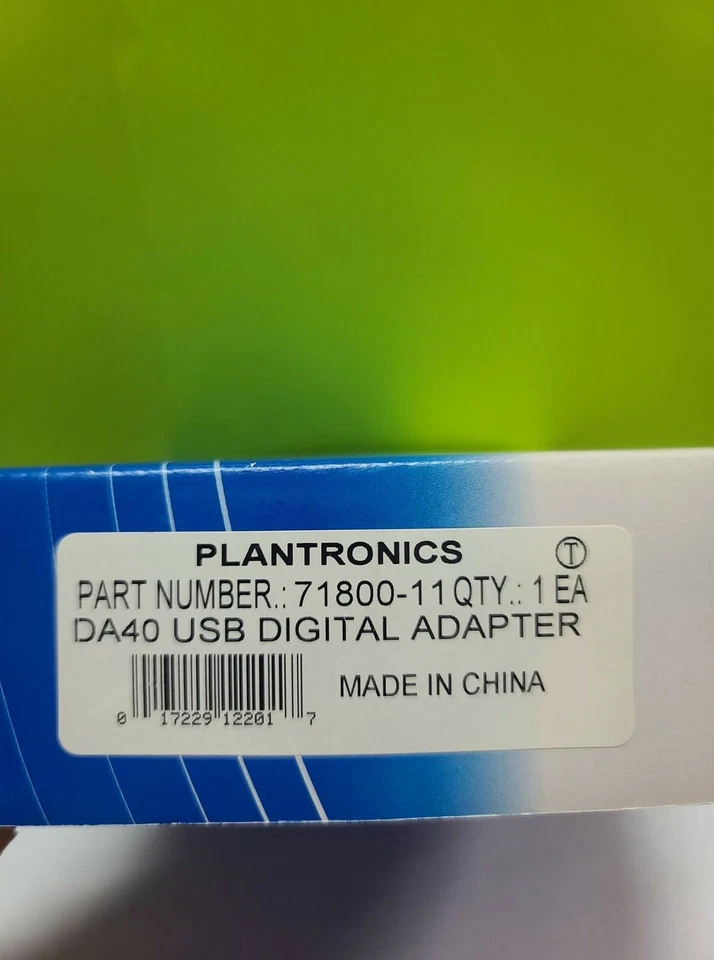 PLANTRONICS Ⓣ
PART NUMBER.: 71800-11 QTY.: 1 EA
DA40 USB DIGITAL ADAPTER
MADE IN CHINA
0 17229 12201 7